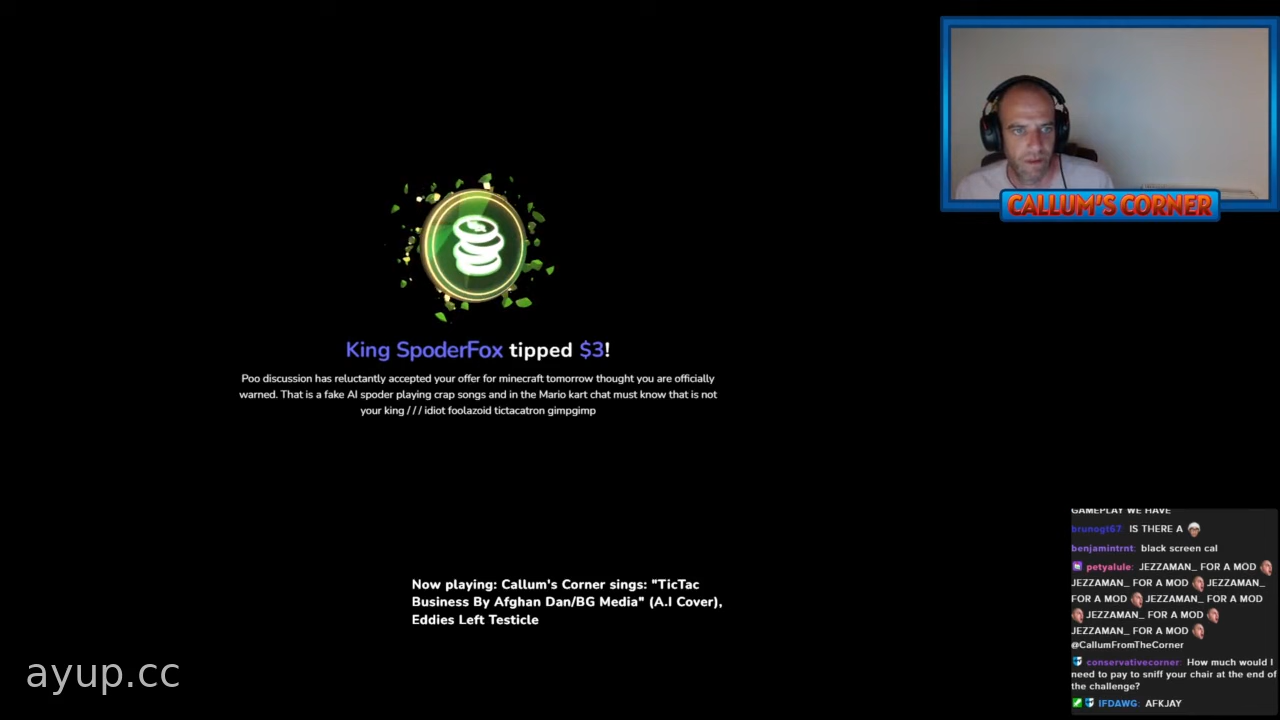 CALLUM'S CORNER
King SpoderFox tipped $3!
Poo discussion has reluctantly accepted your offer for minecraft tomorrow thought you are officially
warned. That is a fake AI spoder playing crap songs and in the Mario kart chat must know that is not
your king / / / idiot foolazoid tictacatron gimpgimp
Now playing: Callum's Corner sings: "TicTac
Business By Afghan Dan/BG Media" (A.I Cover),
Eddies Left Testicle
ayup.cc
GAMEPLAY WE HAVE
brunogt67: IS THERE A
benjamintrnt: black screen cal
petyalule: JEZZAMAN_ FOR A MOD
JEZZAMAN_ FOR A MOD JEZZAMAN_
FOR A MOD JEZZAMAN_ FOR A MOD
JEZZAMAN_ FOR A MOD
JEZZAMAN_ FOR A MOD
@CallumFromTheCorner
conservativecorner: How much would I
need to pay to sniff your chair at the end of
the challenge?
IFDAWG: AFKJAY